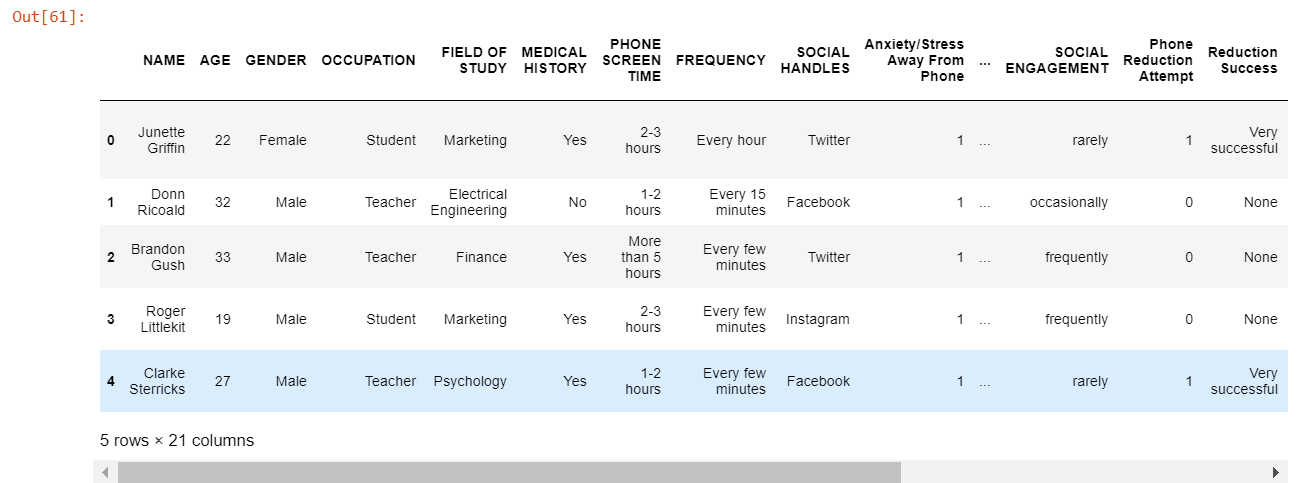 Out[61]:
NAME AGE GENDER OCCUPATION FIELD OF STUDY MEDICAL HISTORY PHONE SCREEN TIME FREQUENCY SOCIAL HANDLES Anxiety/Stress Away From Phone ... SOCIAL ENGAGEMENT Phone Reduction Attempt Reduction Success
0 Junette Griffin 22 Female Student Marketing Yes 2-3 hours Every hour Twitter 1 ... rarely 1 Very successful
1 Donn Ricoald 32 Male Teacher Electrical Engineering No 1-2 hours Every 15 minutes Facebook 1 ... occasionally 0 None
2 Brandon Gush 33 Male Teacher Finance Yes More than 5 hours Every few minutes Twitter 1 ... frequently 0 None
3 Roger Littlekit 19 Male Student Marketing Yes 2-3 hours Every few minutes Instagram 1 ... frequently 0 None
4 Clarke Sterricks 27 Male Teacher Psychology Yes 1-2 hours Every few minutes Facebook 1 ... rarely 1 Very successful
5 rows × 21 columns